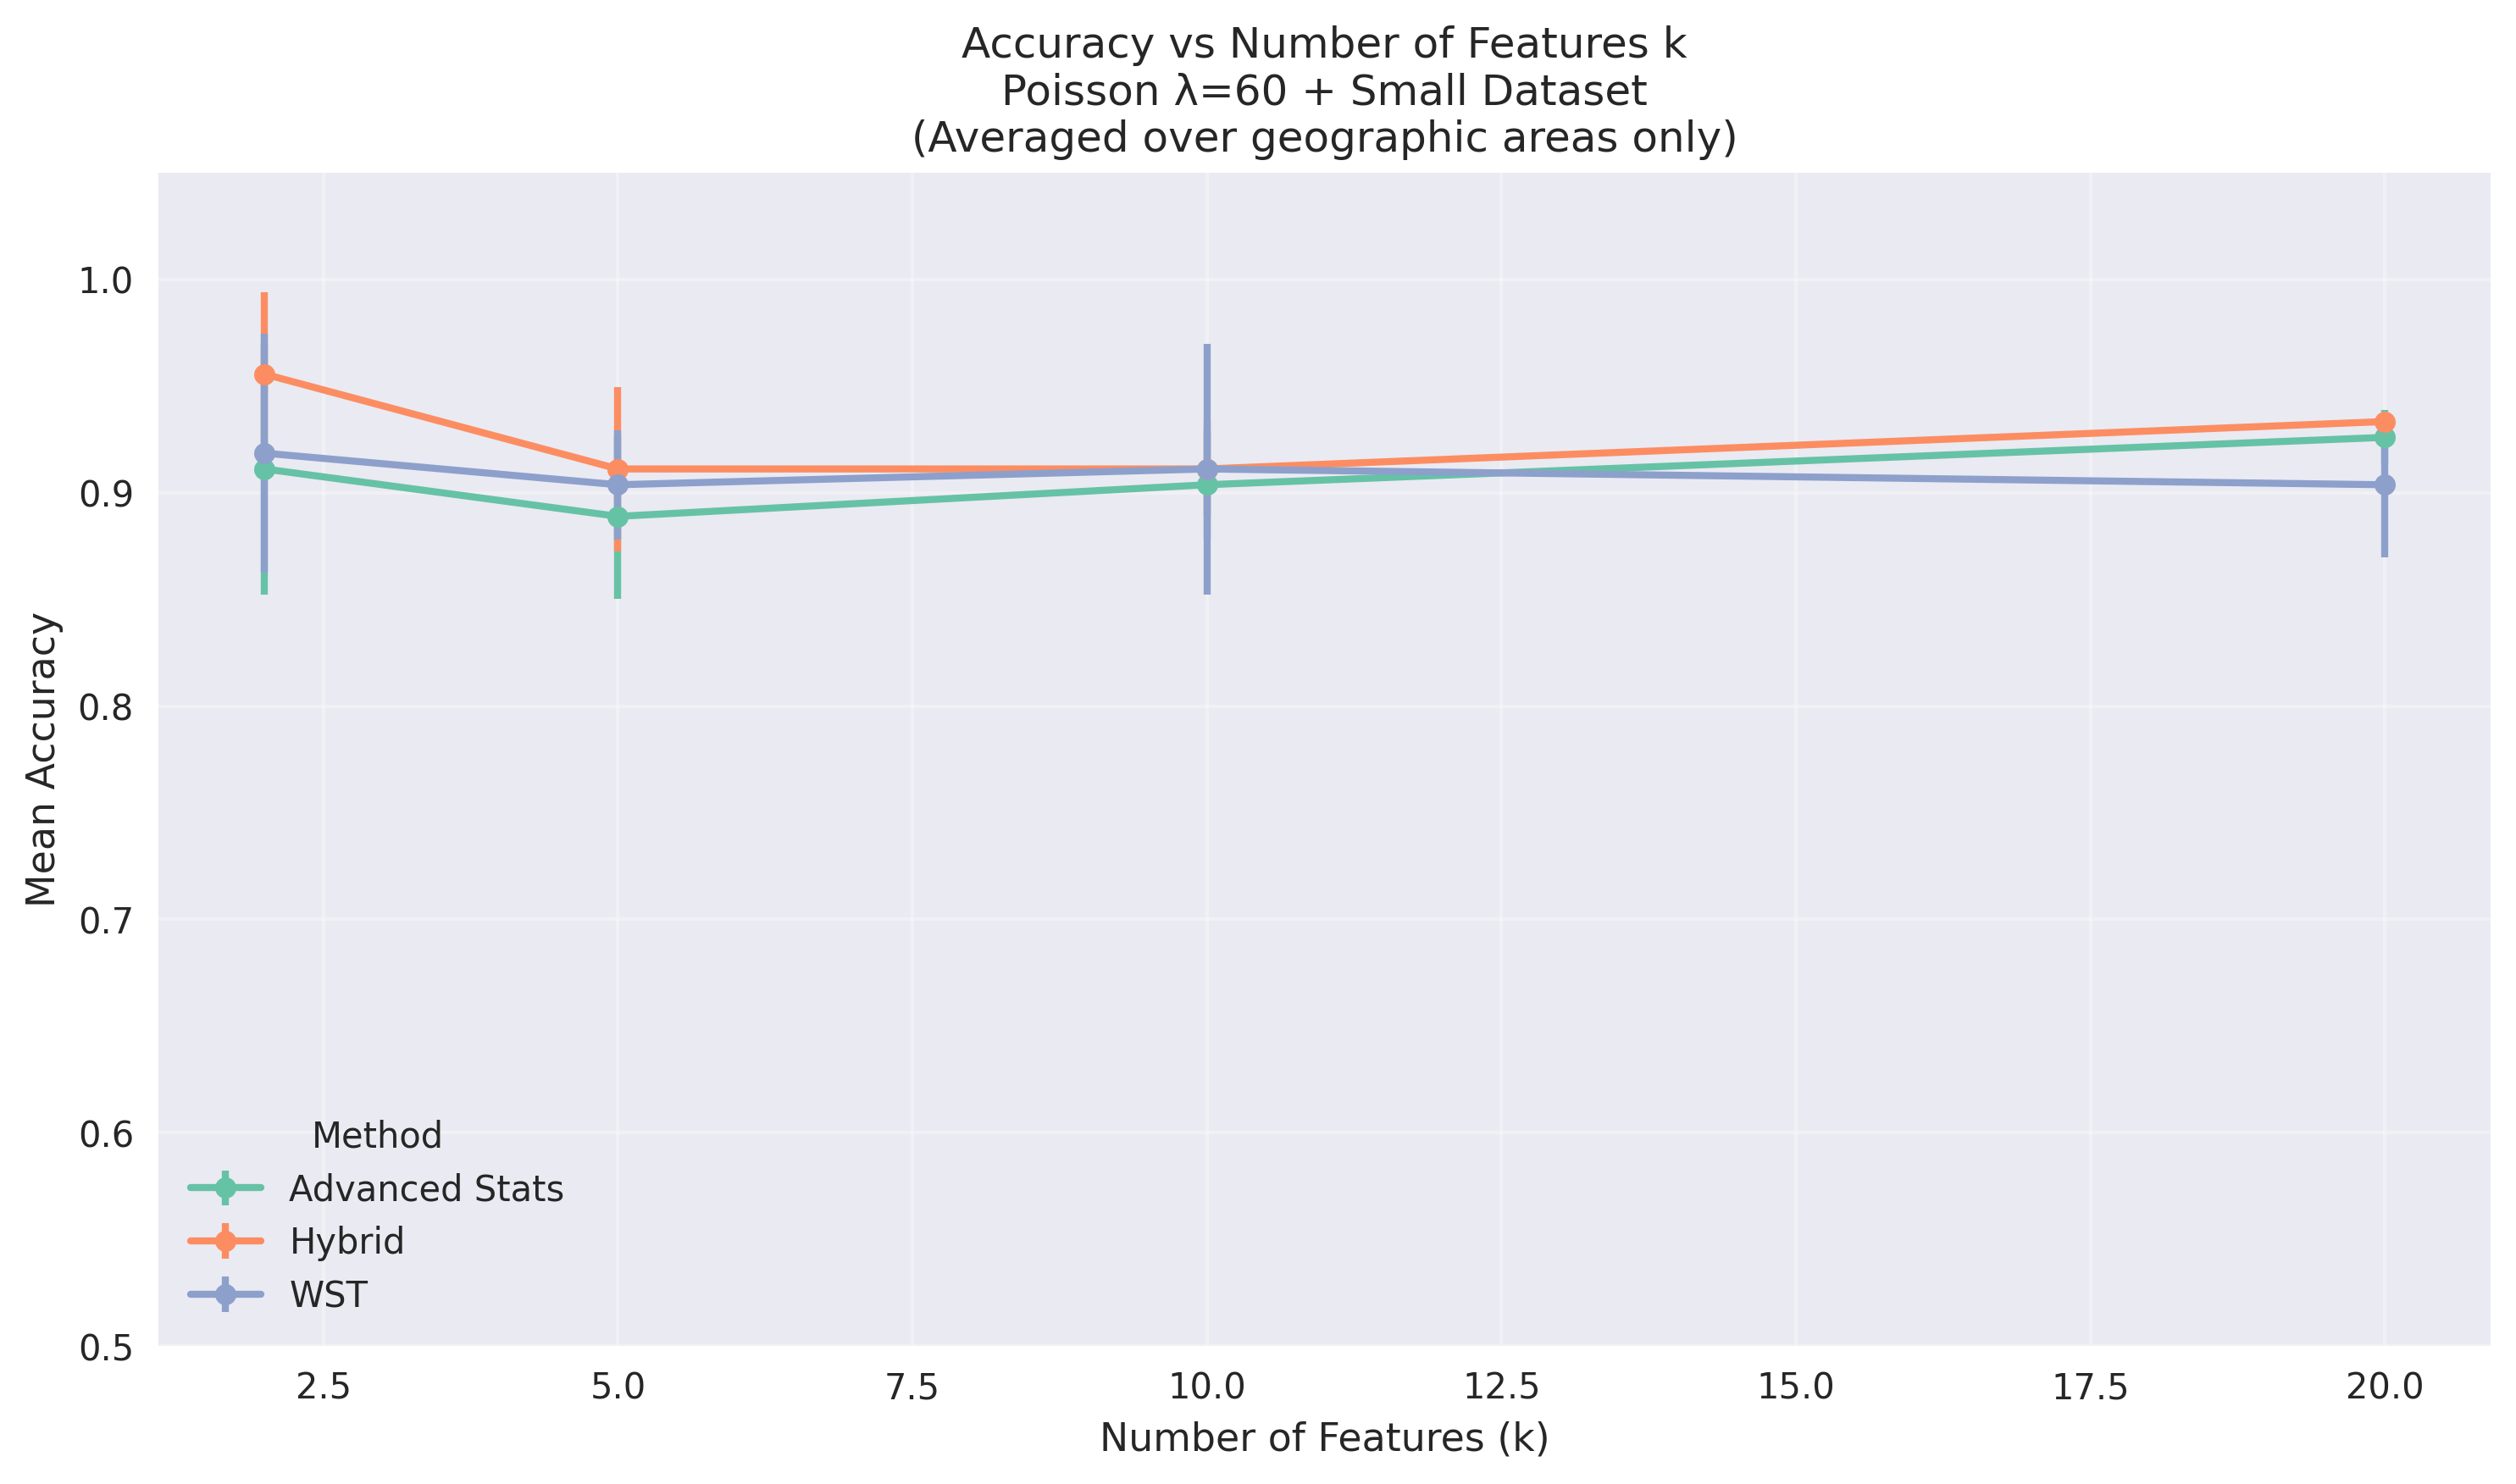 Accuracy vs Number of Features k
Poisson λ=60 + Small Dataset
(Averaged over geographic areas only)
1.0
0.9
0.8
0.7
0.6
0.5
Mean Accuracy
Method
Advanced Stats
Hybrid
WST
2.5 5.0 7.5 10.0 12.5 15.0 17.5 20.0
Number of Features (k)